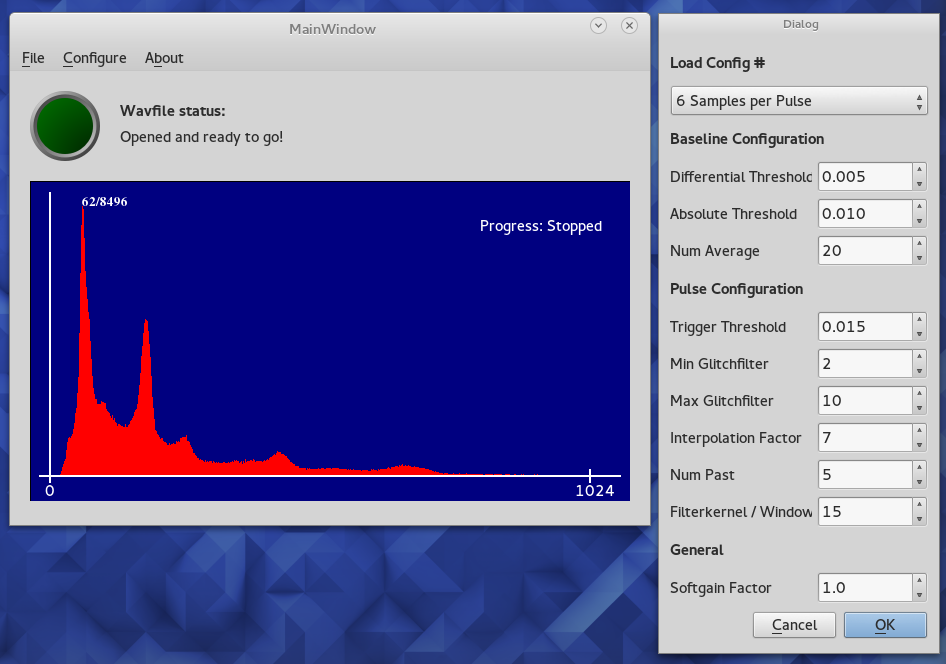 MainWindow
File Configure About
Wavfile status:
Opened and ready to go!
62/8496
Progress: Stopped
0 1024
Dialog
Load Config #
6 Samples per Pulse
Baseline Configuration
Differential Threshold 0.005
Absolute Threshold 0.010
Num Average 20
Pulse Configuration
Trigger Threshold 0.015
Min Glitchfilter 2
Max Glitchfilter 10
Interpolation Factor 7
Num Past 5
Filterkernel / Window 15
General
Softgain Factor 1.0
Cancel OK